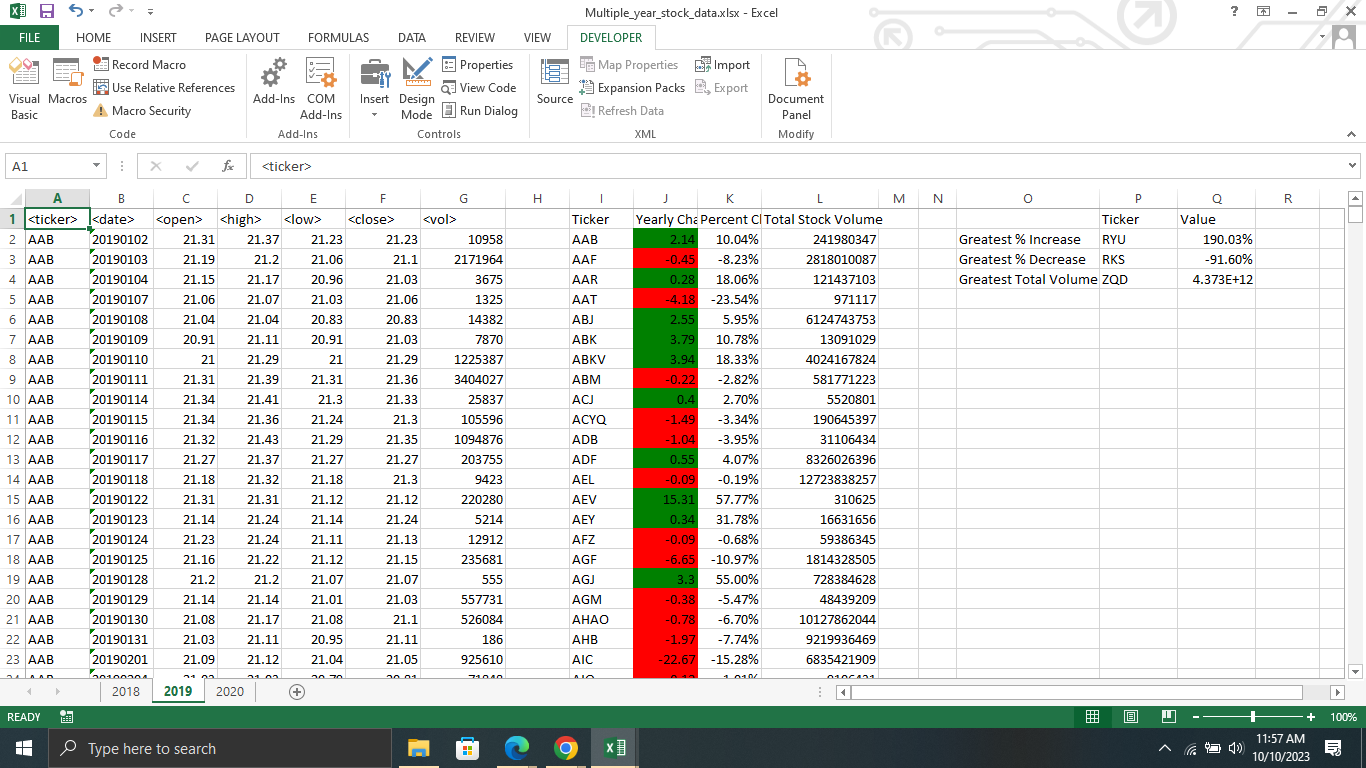 Multiple_year_stock_data.xlsx - Excel
FILE HOME INSERT PAGE LAYOUT FORMULAS DATA REVIEW VIEW DEVELOPER
Visual Basic
Macros
Record Macro
Use Relative References
Macro Security
Code
Add-Ins
COM Add-Ins
Add-Ins
Insert
Design Mode
Properties
View Code
Run Dialog
Controls
Source
Map Properties
Expansion Packs
Refresh Data
Import
Export
XML
Document Panel
Modify
A1 fx <ticker>
A B C D E F G H I J K L M N O P Q R
1 <ticker> <date> <open> <high> <low> <close> <vol> Ticker Yearly Cha Percent Cl Total Stock Volume Ticker Value
2 AAB 20190102 21.31 21.37 21.23 21.23 10958 AAB 2.14 10.04% 241980347 Greatest % Increase RYU 190.03%
3 AAB 20190103 21.19 21.2 21.06 21.1 2171964 AAF -0.45 -8.23% 2818010087 Greatest % Decrease RKS -91.60%
4 AAB 20190104 21.15 21.17 20.96 21.03 3675 AAR 0.28 18.06% 121437103 Greatest Total Volume ZQD 4.373E+12
5 AAB 20190107 21.06 21.07 21.03 21.06 1325 AAT -4.18 -23.54% 971117
6 AAB 20190108 21.04 21.04 20.83 20.83 14382 ABJ 2.55 5.95% 6124743753
7 AAB 20190109 20.91 21.11 20.91 21.03 7870 ABK 3.79 10.78% 13091029
8 AAB 20190110 21 21.29 21 21.29 1225387 ABKV 3.94 18.33% 4024167824
9 AAB 20190111 21.31 21.39 21.31 21.36 3404027 ABM -0.22 -2.82% 581771223
10 AAB 20190114 21.34 21.41 21.3 21.33 25837 ACJ 0.4 2.70% 5520801
11 AAB 20190115 21.34 21.36 21.24 21.3 105596 ACYQ -1.49 -3.34% 190645397
12 AAB 20190116 21.32 21.43 21.29 21.35 1094876 ADB -1.04 -3.95% 31106434
13 AAB 20190117 21.27 21.37 21.27 21.27 203755 ADF 0.55 4.07% 8326026396
14 AAB 20190118 21.18 21.32 21.18 21.3 9423 AEL -0.09 -0.19% 12723838257
15 AAB 20190122 21.31 21.31 21.12 21.12 220280 AEV 15.31 57.77% 310625
16 AAB 20190123 21.14 21.24 21.14 21.24 5214 AEY 0.34 31.78% 16631656
17 AAB 20190124 21.23 21.24 21.11 21.13 12912 AFZ -0.09 -0.68% 59386345
18 AAB 20190125 21.16 21.22 21.12 21.15 235681 AGF -6.65 -10.97% 1814328505
19 AAB 20190128 21.2 21.2 21.07 21.07 555 AGJ 3.3 55.00% 728384628
20 AAB 20190129 21.14 21.14 21.01 21.03 557731 AGM -0.38 -5.47% 48439209
21 AAB 20190130 21.08 21.17 21.08 21.1 526084 AHAO -0.78 -6.70% 10127862044
22 AAB 20190131 21.03 21.11 20.95 21.11 186 AHB -1.97 -7.74% 9219936469
23 AAB 20190201 21.09 21.12 21.04 21.05 925610 AIC -22.67 -15.28% 6835421909
2018 2019 2020
READY 100%
Type here to search
11:57 AM
10/10/2023